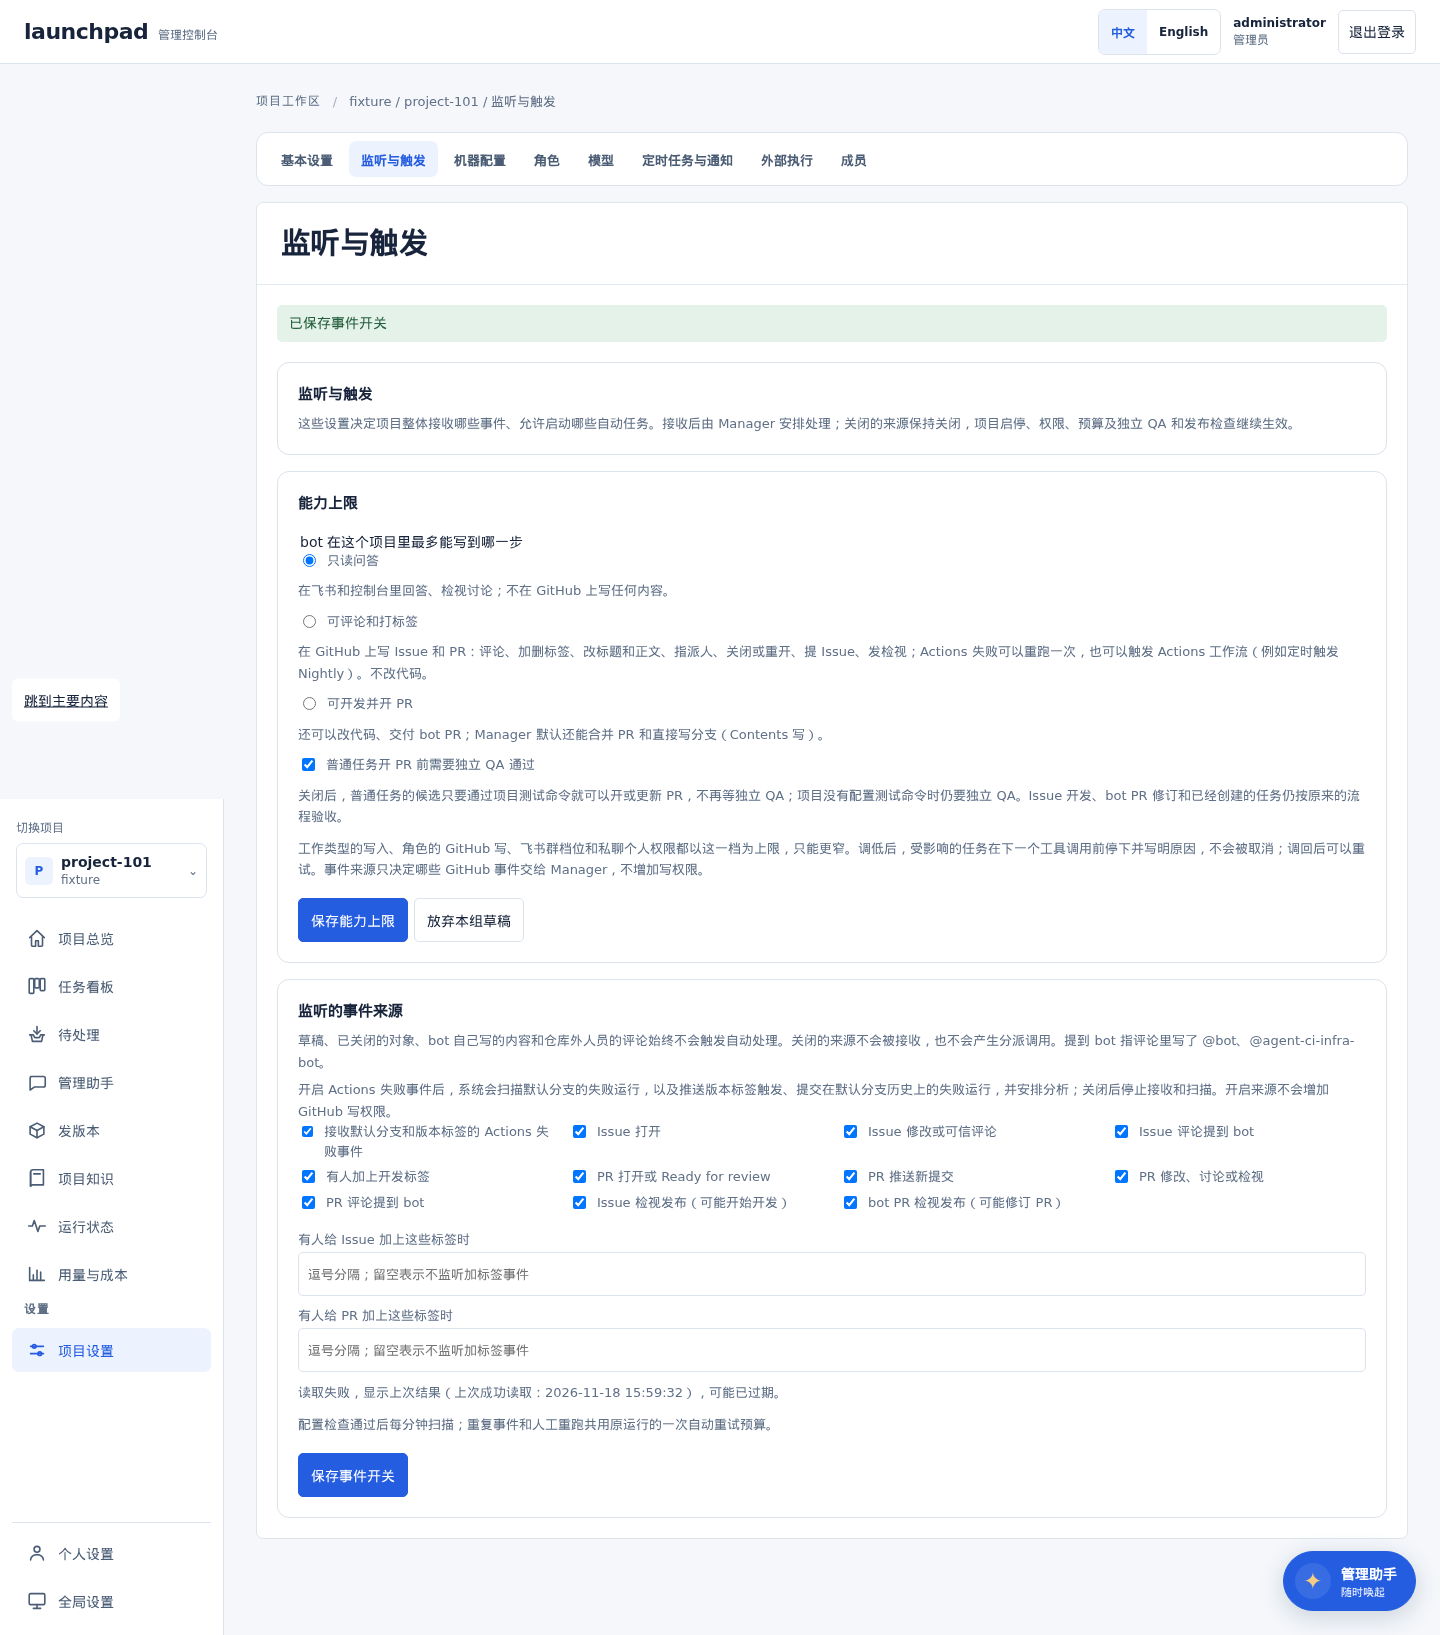 launchpad 管理控制台
中文 English
administrator
管理员
退出登录
项目工作区 / fixture / project-101 / 监听与触发
基本设置 监听与触发 机器配置 角色 模型 定时任务与通知 外部执行 成员
监听与触发
已保存事件开关
监听与触发
这些设置决定项目整体接收哪些事件、允许启动哪些自动任务。接收后由 Manager 安排处理；关闭的来源保持关闭，项目启停、权限、预算及独立 QA 和发布检查继续生效。
能力上限
bot 在这个项目里最多能写到哪一步
只读问答
在飞书和控制台里回答、检视讨论；不在 GitHub 上写任何内容。
可评论和打标签
在 GitHub 上写 Issue 和 PR：评论、加删标签、改标题和正文、指派人、关闭或重开、提 Issue、发检视；Actions 失败可以重跑一次，也可以触发 Actions 工作流（例如定时触发
Nightly）。不改代码。
可开发并开 PR
还可以改代码、交付 bot PR；Manager 默认还能合并 PR 和直接写分支（Contents 写）。
普通任务开 PR 前需要独立 QA 通过
关闭后，普通任务的候选只要通过项目测试命令就可以开或更新 PR，不再等独立 QA；项目没有配置测试命令时仍要独立 QA。Issue 开发、bot PR 修订和已经创建的任务仍按原来的流
程验收。
工作类型的写入、角色的 GitHub 写、飞书群档位和私聊个人权限都以这一档为上限，只能更窄。调低后，受影响的任务在下一个工具调用前停下并写明原因，不会被取消；调回后可以重
试。事件来源只决定哪些 GitHub 事件交给 Manager，不增加写权限。
保存能力上限 放弃本组草稿
监听的事件来源
草稿、已关闭的对象、bot 自己写的内容和仓库外人员的评论始终不会触发自动处理。关闭的来源不会被接收，也不会产生分派调用。提到 bot 指评论里写了 @bot、@agent-ci-infra-
bot。
开启 Actions 失败事件后，系统会扫描默认分支的失败运行，以及推送版本标签触发、提交在默认分支历史上的失败运行，并安排分析；关闭后停止接收和扫描。开启来源不会增加
GitHub 写权限。
接收默认分支和版本标签的 Actions 失
败事件
Issue 打开
Issue 修改或可信评论
Issue 评论提到 bot
有人加上开发标签
PR 打开或 Ready for review
PR 推送新提交
PR 修改、讨论或检视
PR 评论提到 bot
Issue 检视发布（可能开始开发）
bot PR 检视发布（可能修订 PR）
有人给 Issue 加上这些标签时
逗号分隔；留空表示不监听加标签事件
有人给 PR 加上这些标签时
逗号分隔；留空表示不监听加标签事件
读取失败，显示上次结果（上次成功读取：2026-11-18 15:59:32），可能已过期。
配置检查通过后每分钟扫描；重复事件和人工重跑共用原运行的一次自动重试预算。
保存事件开关
跳到主要内容
切换项目
P project-101
fixture
项目总览
任务看板
待处理
管理助手
发版本
项目知识
运行状态
用量与成本
设置
项目设置
个人设置
全局设置
管理助手
随时唤起